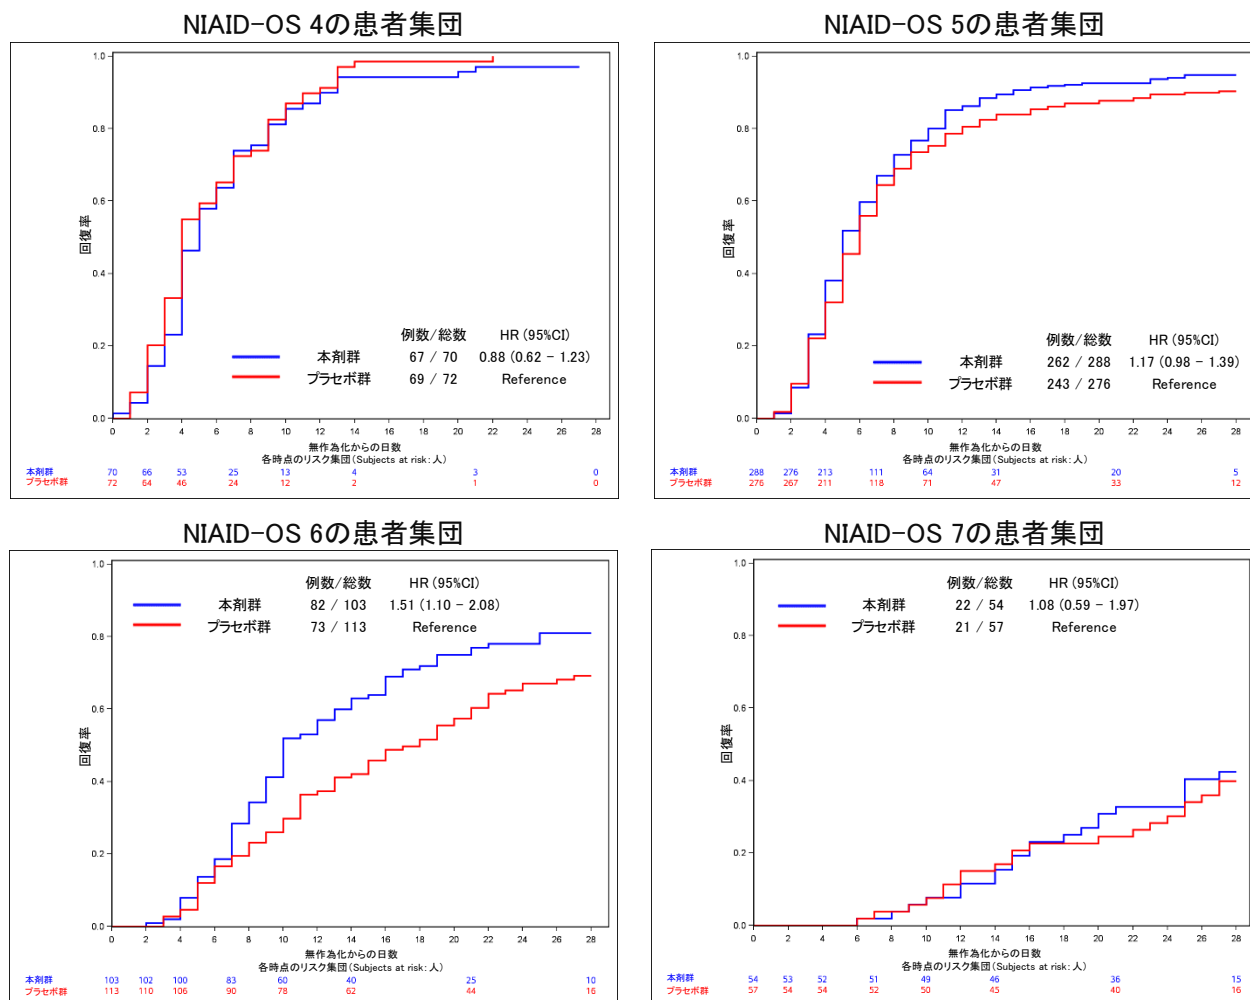 NIAID-OS 4の患者集団
1.0
0.8
0.6
0.4
0.2
0.0
回復率
例数/総数 HR (95%CI)
本剤群 67 / 70 0.88 (0.62 - 1.23)
プラセボ群 69 / 72 Reference
0 2 4 6 8 10 12 14 16 18 20 22 24 26 28
無作為化からの日数
各時点のリスク集団(Subjects at risk: 人)
本剤群 70 66 53 25 13 4 3 0
プラセボ群 72 64 46 24 12 2 1 0
NIAID-OS 5の患者集団
1.0
0.8
0.6
0.4
0.2
0.0
回復率
例数/総数 HR (95%CI)
本剤群 262 / 288 1.17 (0.98 - 1.39)
プラセボ群 243 / 276 Reference
0 2 4 6 8 10 12 14 16 18 20 22 24 26 28
無作為化からの日数
各時点のリスク集団(Subjects at risk: 人)
本剤群 288 276 213 111 64 31 20 5
プラセボ群 276 267 211 118 71 47 33 12
NIAID-OS 6の患者集団
1.0
0.8
0.6
0.4
0.2
0.0
回復率
例数/総数 HR (95%CI)
本剤群 82 / 103 1.51 (1.10 - 2.08)
プラセボ群 73 / 113 Reference
0 2 4 6 8 10 12 14 16 18 20 22 24 26 28
無作為化からの日数
各時点のリスク集団(Subjects at risk: 人)
本剤群 103 102 100 83 60 40 25 10
プラセボ群 113 110 106 90 78 62 44 16
NIAID-OS 7の患者集団
1.0
0.8
0.6
0.4
0.2
0.0
回復率
例数/総数 HR (95%CI)
本剤群 22 / 54 1.08 (0.59 - 1.97)
プラセボ群 21 / 57 Reference
0 2 4 6 8 10 12 14 16 18 20 22 24 26 28
無作為化からの日数
各時点のリスク集団(Subjects at risk: 人)
本剤群 54 53 52 51 49 46 36 15
プラセボ群 57 54 54 52 50 45 40 16